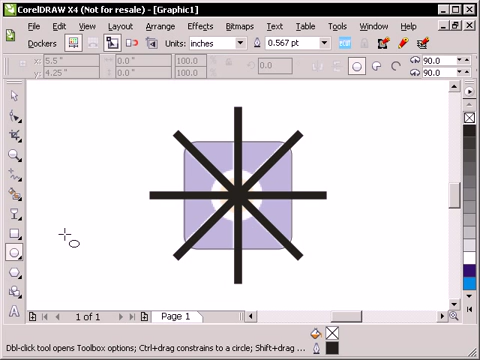 CorelDRAW X4 (Not for resale) - [Graphic1]
File Edit View Layout Arrange Effects Bitmaps Text Table Tools Window
Dockers Units: inches 0.567 pt
x: 5.5 " 0.0 " 100.0 90.0
y: 4.25 " 0.0 " 100.0 0.0 90.0
1 of 1 Page 1
Dbl-click tool opens Toolbox options; Ctrl+drag constrains to a circle; Shift+drag ...